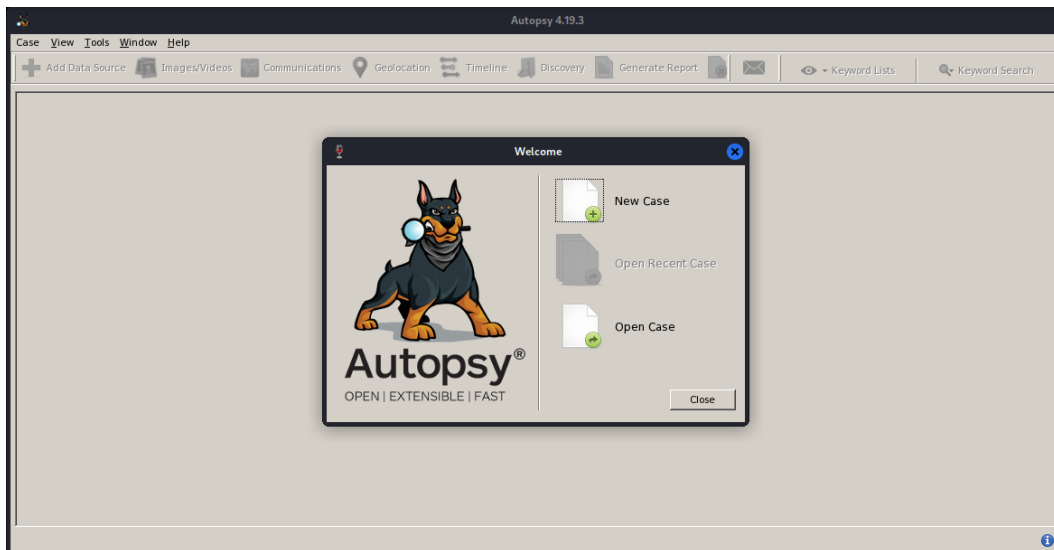 Autopsy 4.19.3
Case View Tools Window Help
Add Data Source Images/Videos Communications Geolocation Timeline Discovery Generate Report Keyword Lists Keyword Search
Welcome
New Case
Open Recent Case
Open Case
Autopsy®
OPEN | EXTENSIBLE | FAST
Close